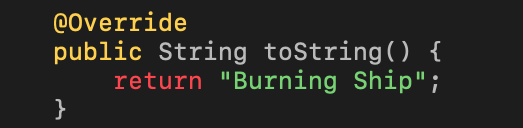 @Override
public String toString() {
    return "Burning Ship";
}